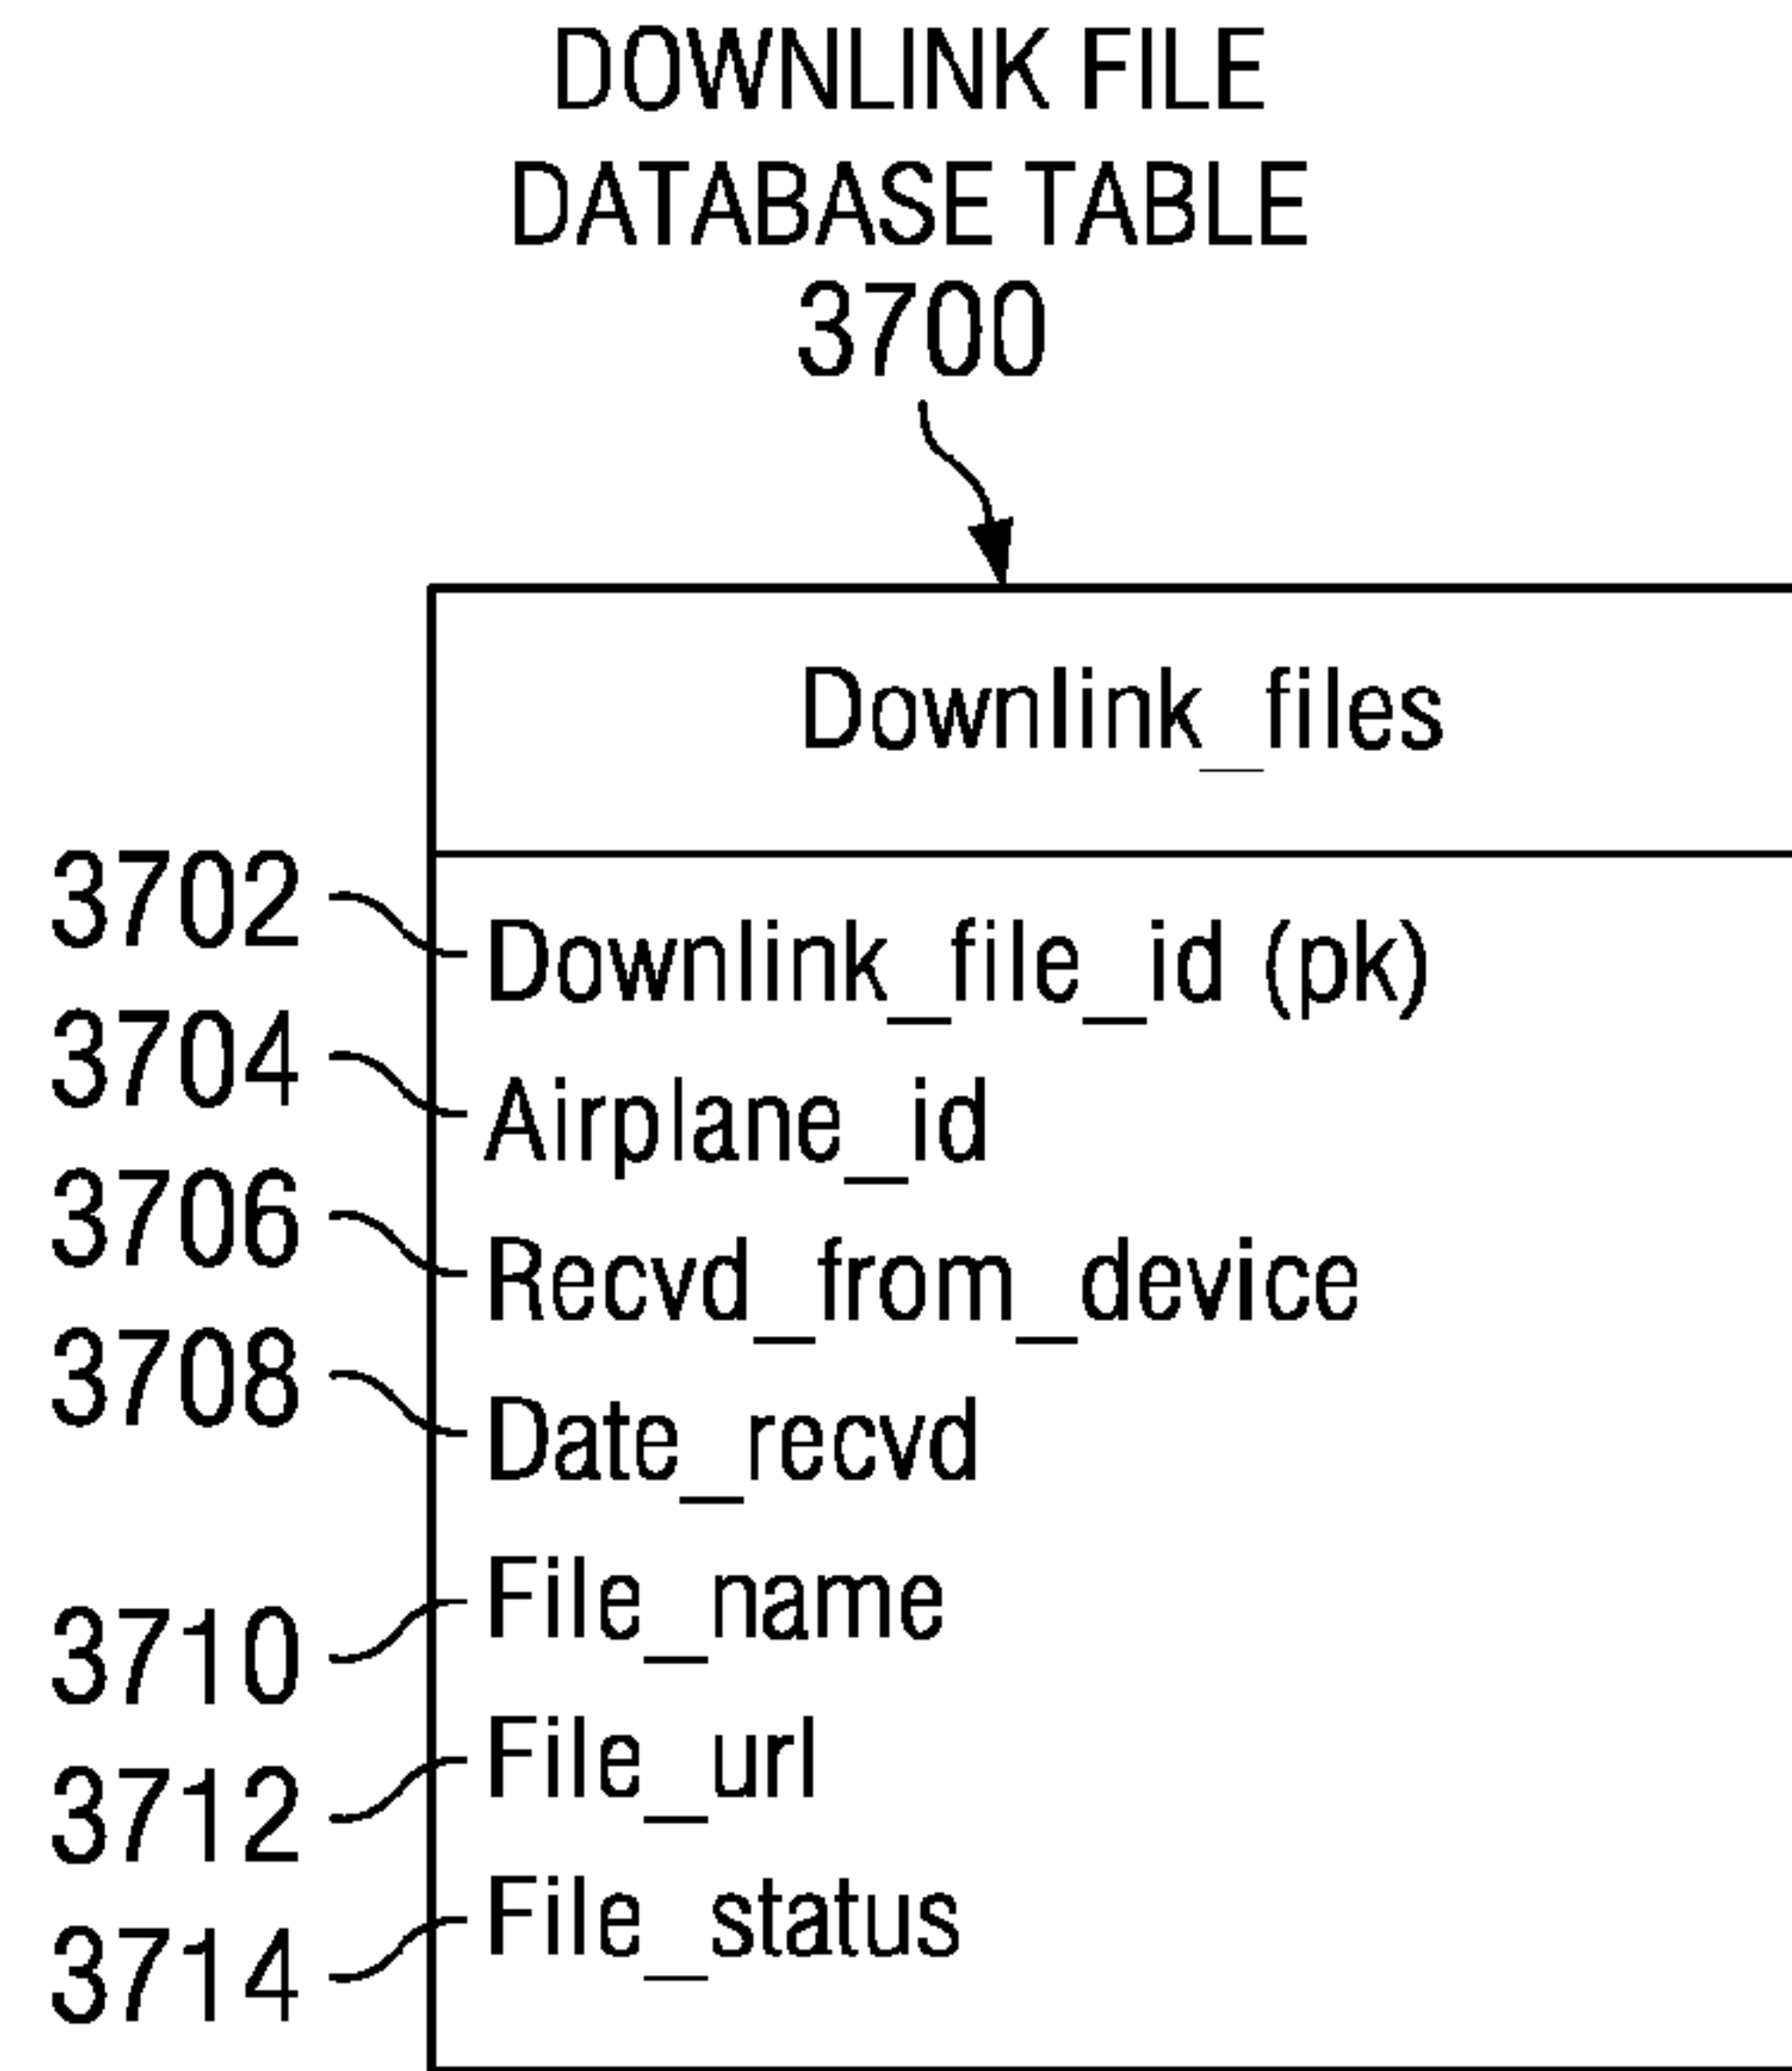 DOWNLINK FILE
DATABASE TABLE
3700
Downlink_files
3702 Downlink_file_id (pk)
3704 Airplane_id
3706 Recvd_from_device
3708 Date_recvd
3710 File_name
3712 File_url
3714 File_status